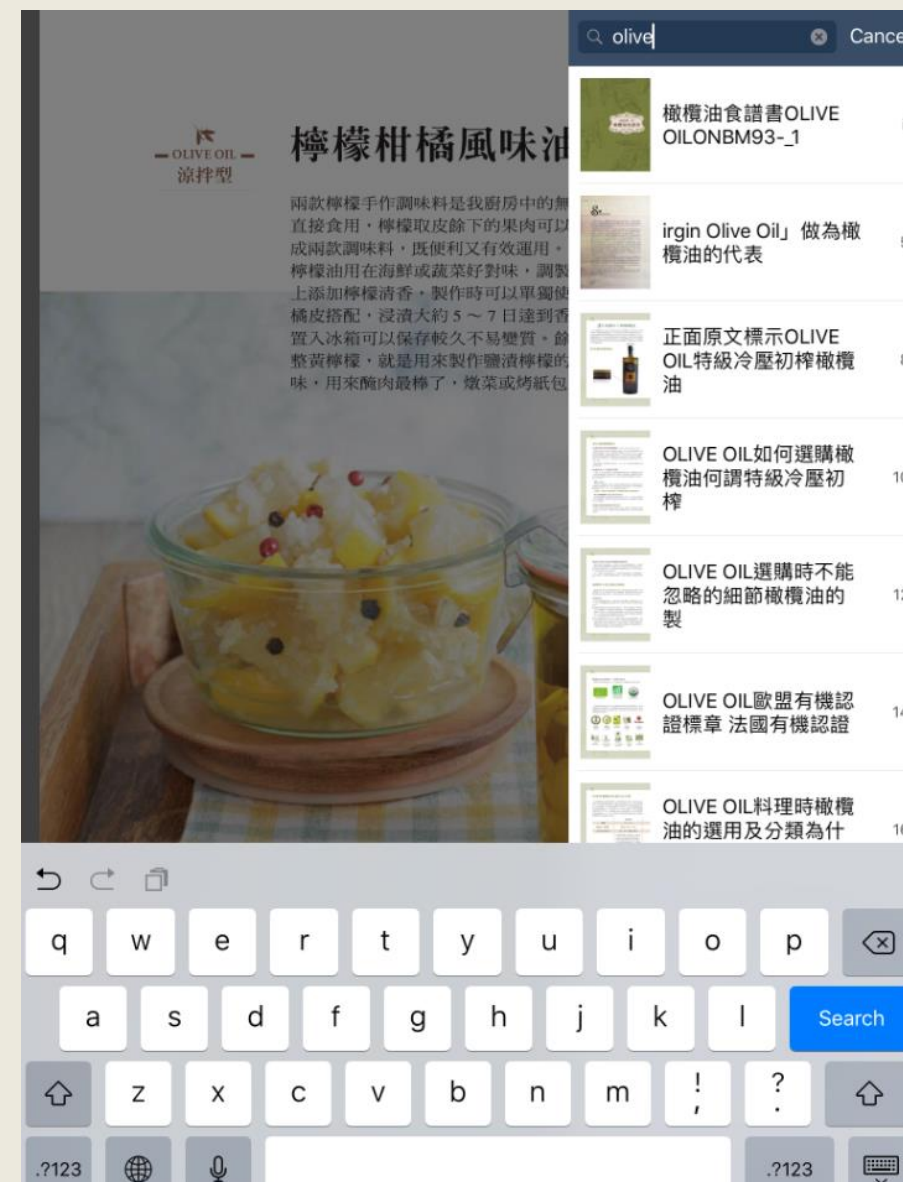 olive
Cance
橄欖油食譜書OLIVE
OILONBM93-_1
irgin Olive Oil」做為橄
欖油的代表
正面原文標示OLIVE
OIL特級冷壓初榨橄欖
油
OLIVE OIL如何選購橄
欖油何謂特級冷壓初
榨
10
OLIVE OIL選購時不能
忽略的細節橄欖油的
製
12
OLIVE OIL歐盟有機認
證標章 法國有機認證
14
OLIVE OIL料理時橄欖
油的選用及分類為什
16
OLIVE OIL
涼拌型
檸檬柑橘風味油
兩款檸檬手作調味料是我廚房中的無
直接食用，檸檬取皮餘下的果肉可以
成兩款調味料，既便利又有效運用。
檸檬油用在海鮮或蔬菜好對味，調製
上添加檸檬清香。製作時可以單獨使
橘皮搭配，浸漬大約 5 ～ 7 日達到香
置入冰箱可以保存較久不易變質。餘
整黃檸檬，就是用來製作鹽漬檸檬的
味，用來醃肉最棒了，燉菜或烤紙包
q w e r t y u i o p
a s d f g h j k l Search
z x c v b n m ! , ? .
.?123 .?123